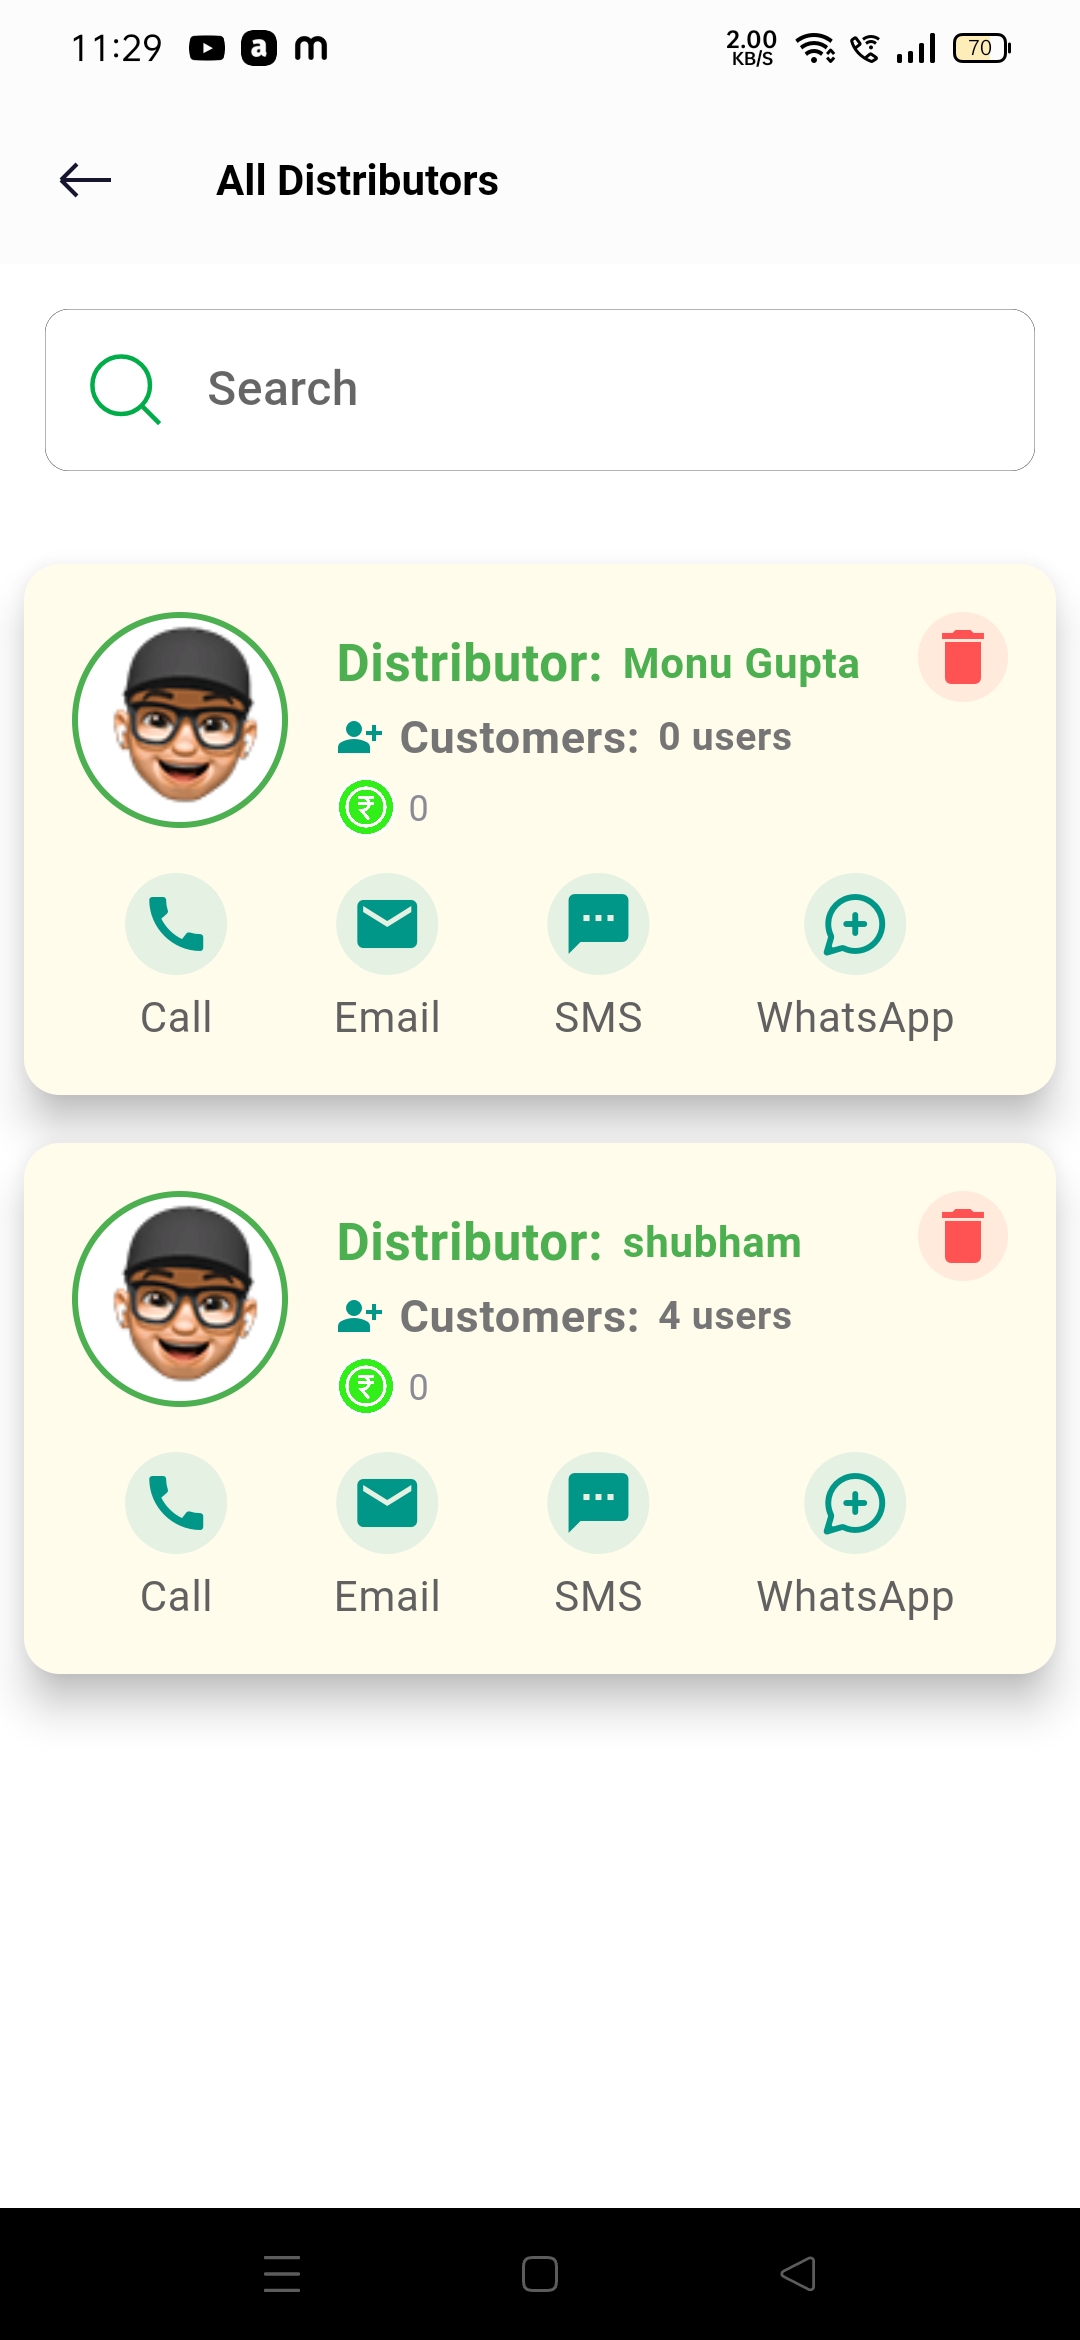 11:29 a m 2.00 KB/S 70
All Distributors
Search
Distributor: Monu Gupta
Customers: 0 users
₹ 0
Call Email SMS WhatsApp
Distributor: shubham
Customers: 4 users
₹ 0
Call Email SMS WhatsApp